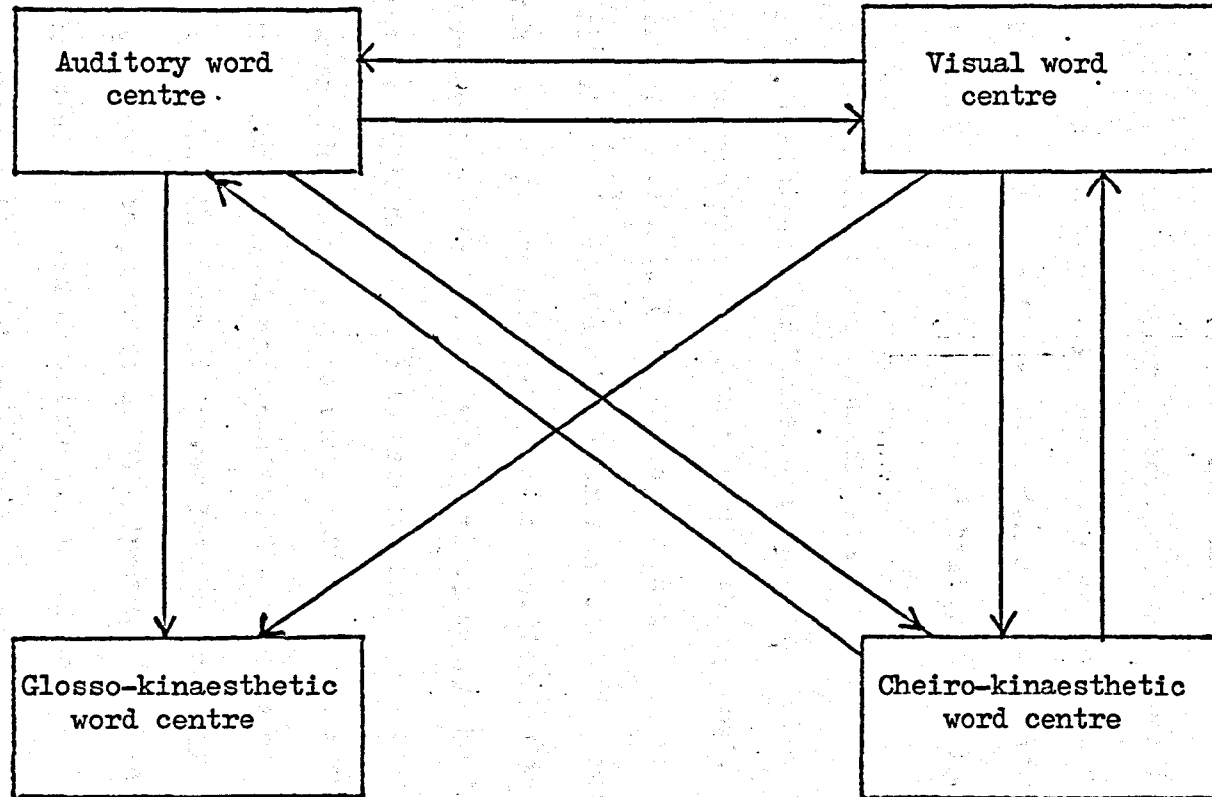 Auditory word
centre
Visual word
centre
Glosso-kinaesthetic
word centre
Cheiro-kinaesthetic
word centre